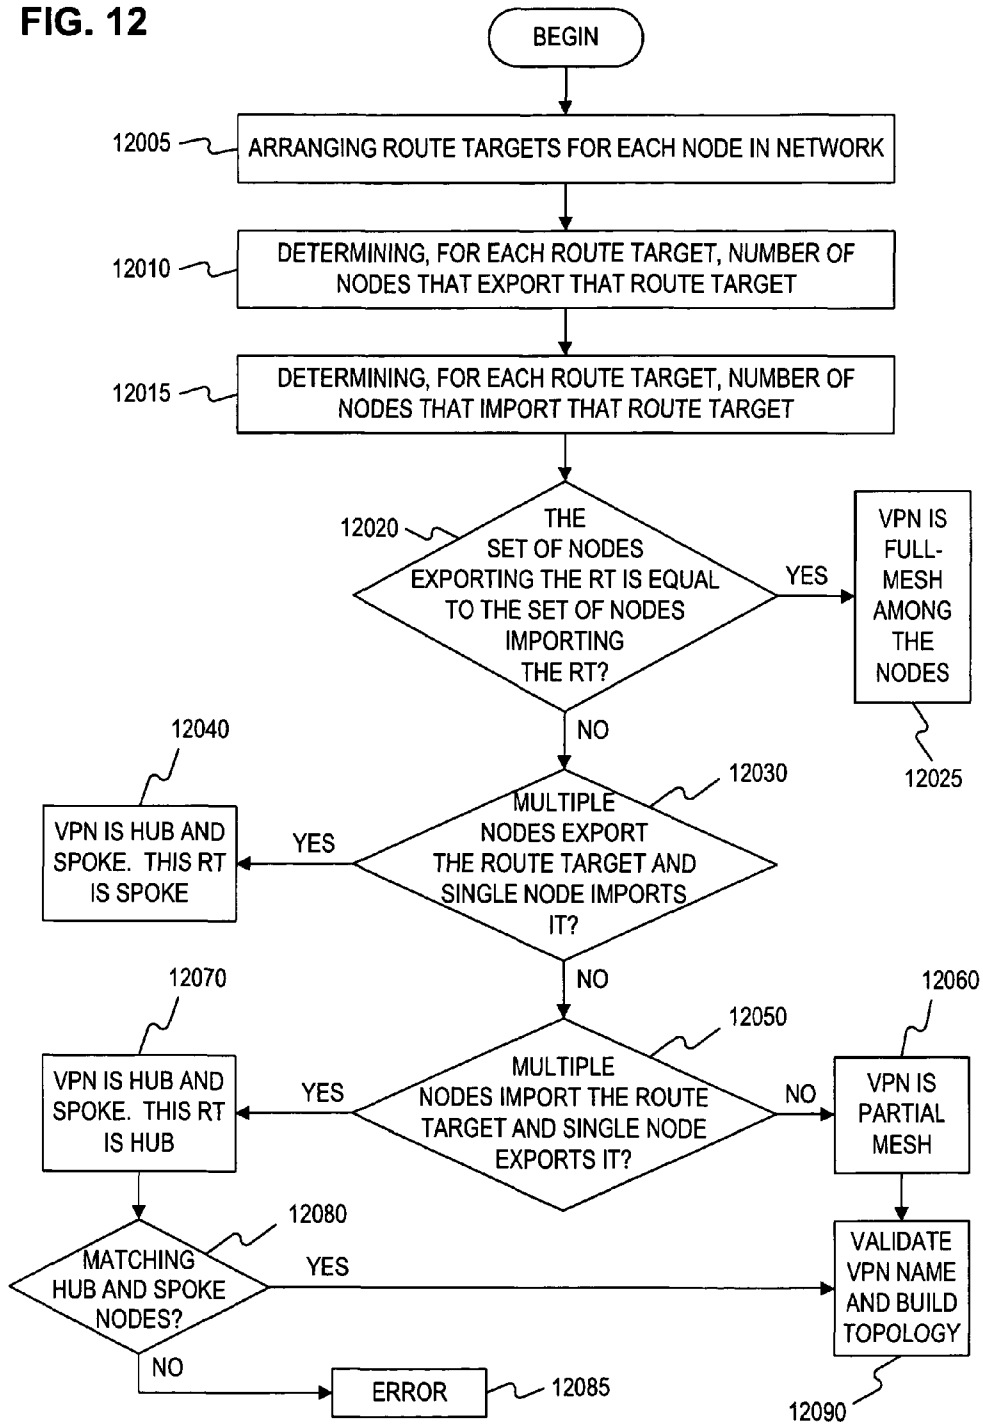 FIG. 12
BEGIN
12005
ARRANGING ROUTE TARGETS FOR EACH NODE IN NETWORK
12010
DETERMINING, FOR EACH ROUTE TARGET, NUMBER OF
NODES THAT EXPORT THAT ROUTE TARGET
12015
DETERMINING, FOR EACH ROUTE TARGET, NUMBER OF
NODES THAT IMPORT THAT ROUTE TARGET
12020
THE
SET OF NODES
EXPORTING THE RT IS EQUAL
TO THE SET OF NODES
IMPORTING
THE RT?
YES
VPN IS
FULL-
MESH
AMONG
THE
NODES
12025
NO
12030
MULTIPLE
NODES EXPORT
THE ROUTE TARGET AND
SINGLE NODE IMPORTS
IT?
YES
12040
VPN IS HUB AND
SPOKE. THIS RT
IS SPOKE
NO
12050
MULTIPLE
NODES IMPORT THE ROUTE
TARGET AND SINGLE NODE
EXPORTS IT?
NO
12060
VPN IS
PARTIAL
MESH
YES
12070
VPN IS HUB AND
SPOKE. THIS RT
IS HUB
12080
MATCHING
HUB AND SPOKE
NODES?
YES
VALIDATE
VPN NAME
AND BUILD
TOPOLOGY
12090
NO
ERROR
12085